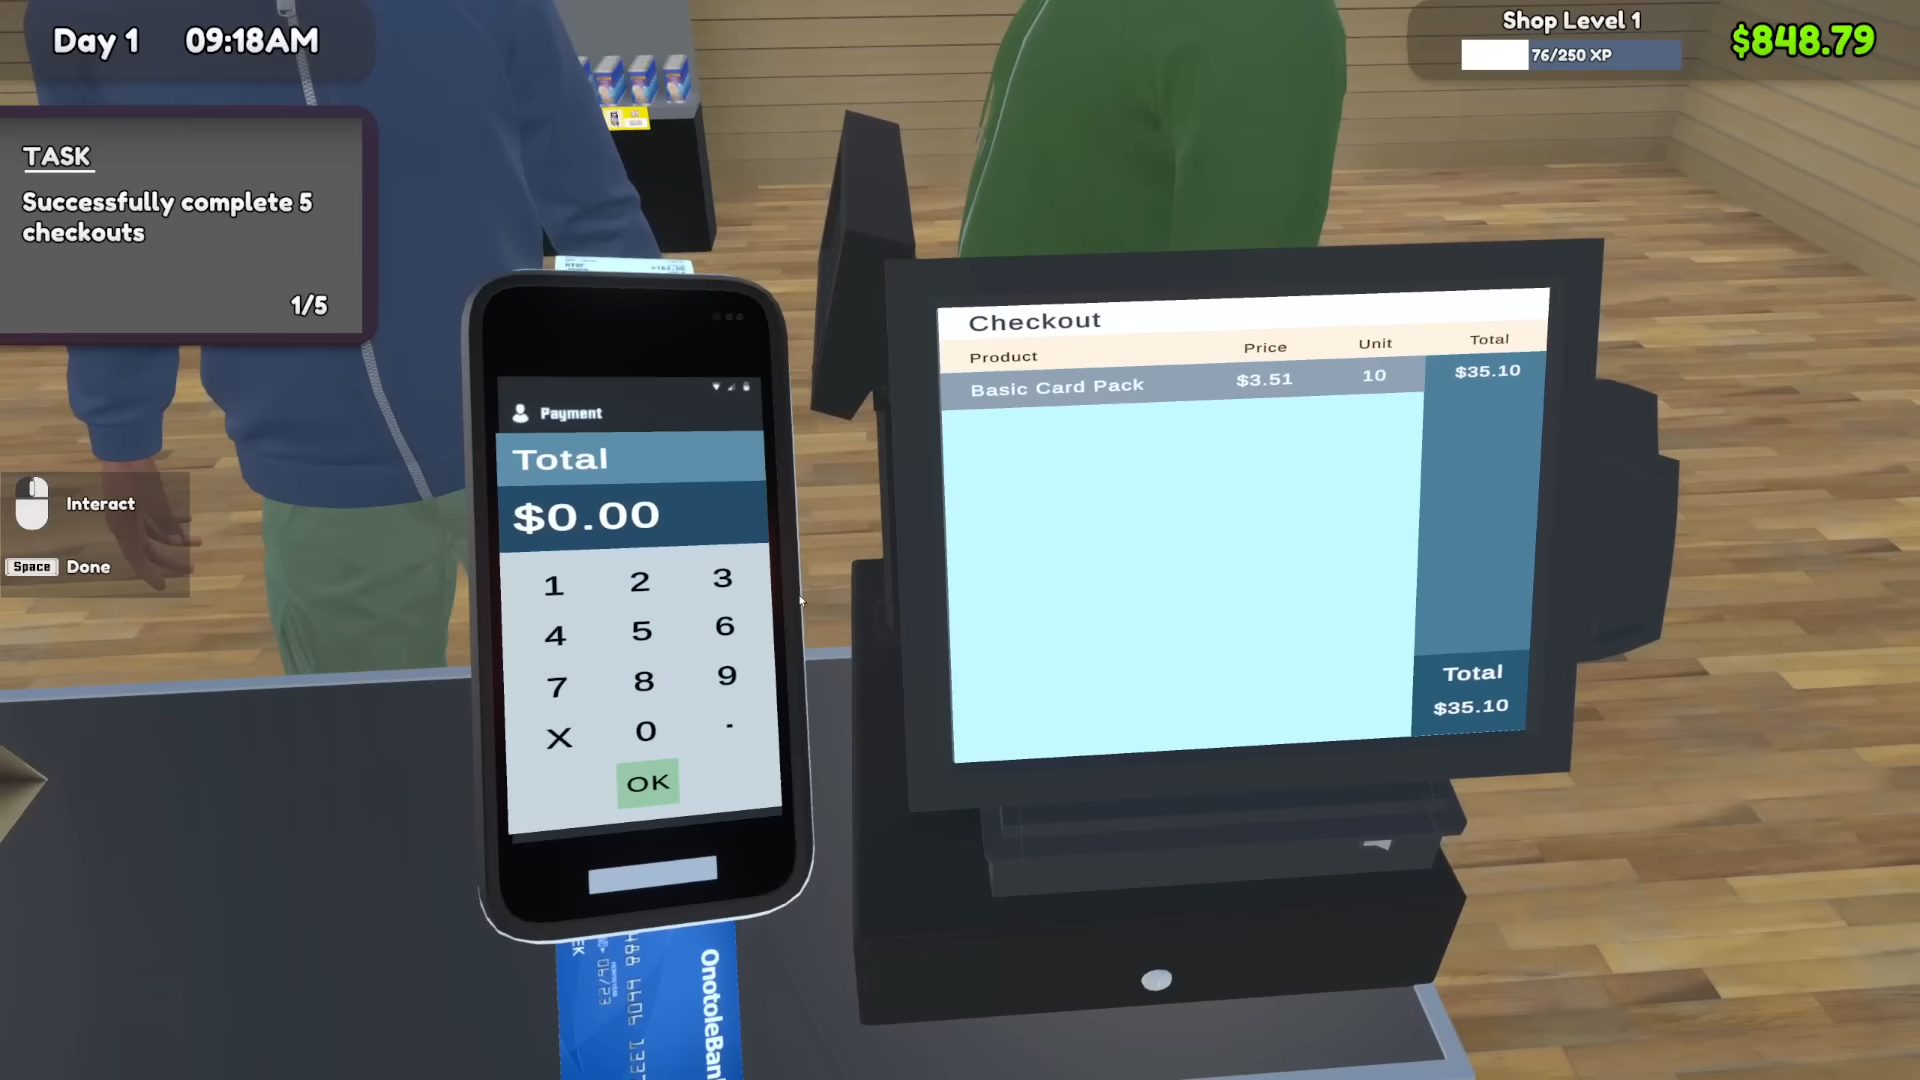 Day 1 09:18AM
Shop Level 1
76/250 XP
$848.79
TASK
Successfully complete 5
checkouts
1/5
Interact
Space Done
Payment
Total
$0.00
1 2 3
4 5 6
7 8 9
X 0 .
OK
Checkout
Product Price Unit Total
Basic Card Pack $3.51 10 $35.10
Total
$35.10
OnotoleBank